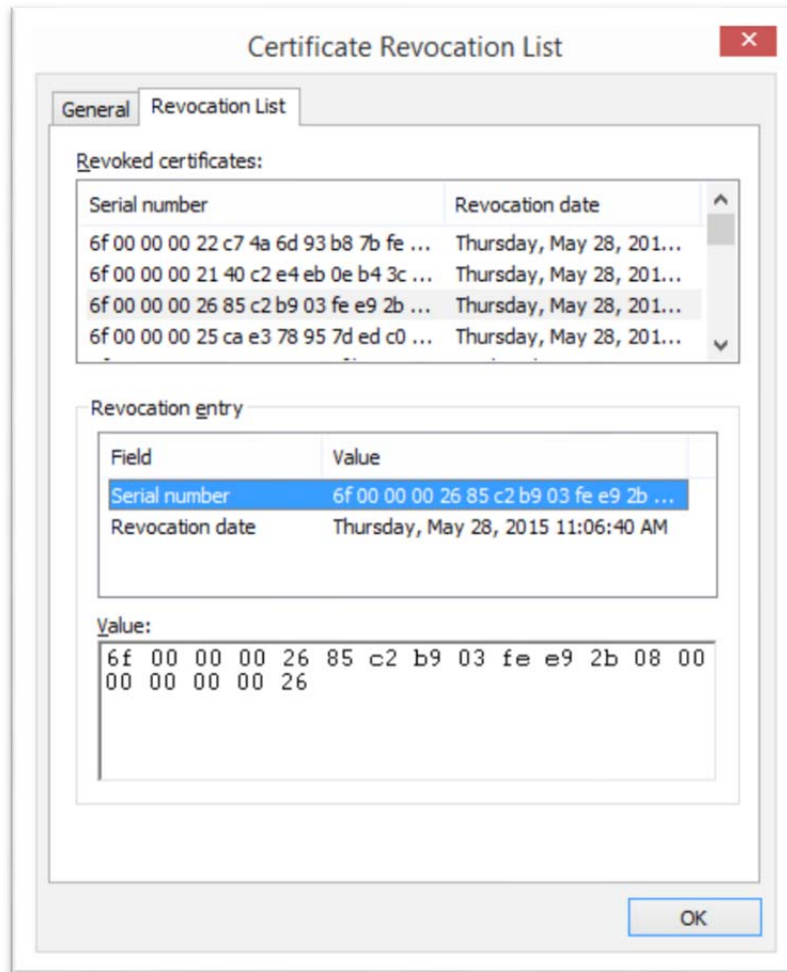 Certificate Revocation List
General
Revocation List
Revoked certificates:
Serial number Revocation date
6f 00 00 00 22 c7 4a 6d 93 b8 7b fe ... Thursday, May 28, 201...
6f 00 00 00 21 40 c2 e4 eb 0e b4 3c ... Thursday, May 28, 201...
6f 00 00 00 26 85 c2 b9 03 fe e9 2b ... Thursday, May 28, 201...
6f 00 00 00 25 ca e3 78 95 7d ed c0 ... Thursday, May 28, 201...
Revocation entry
Field Value
Serial number 6f 00 00 00 26 85 c2 b9 03 fe e9 2b ...
Revocation date Thursday, May 28, 2015 11:06:40 AM
Value:
6f 00 00 00 26 85 c2 b9 03 fe e9 2b 08 00
00 00 00 00 26
OK